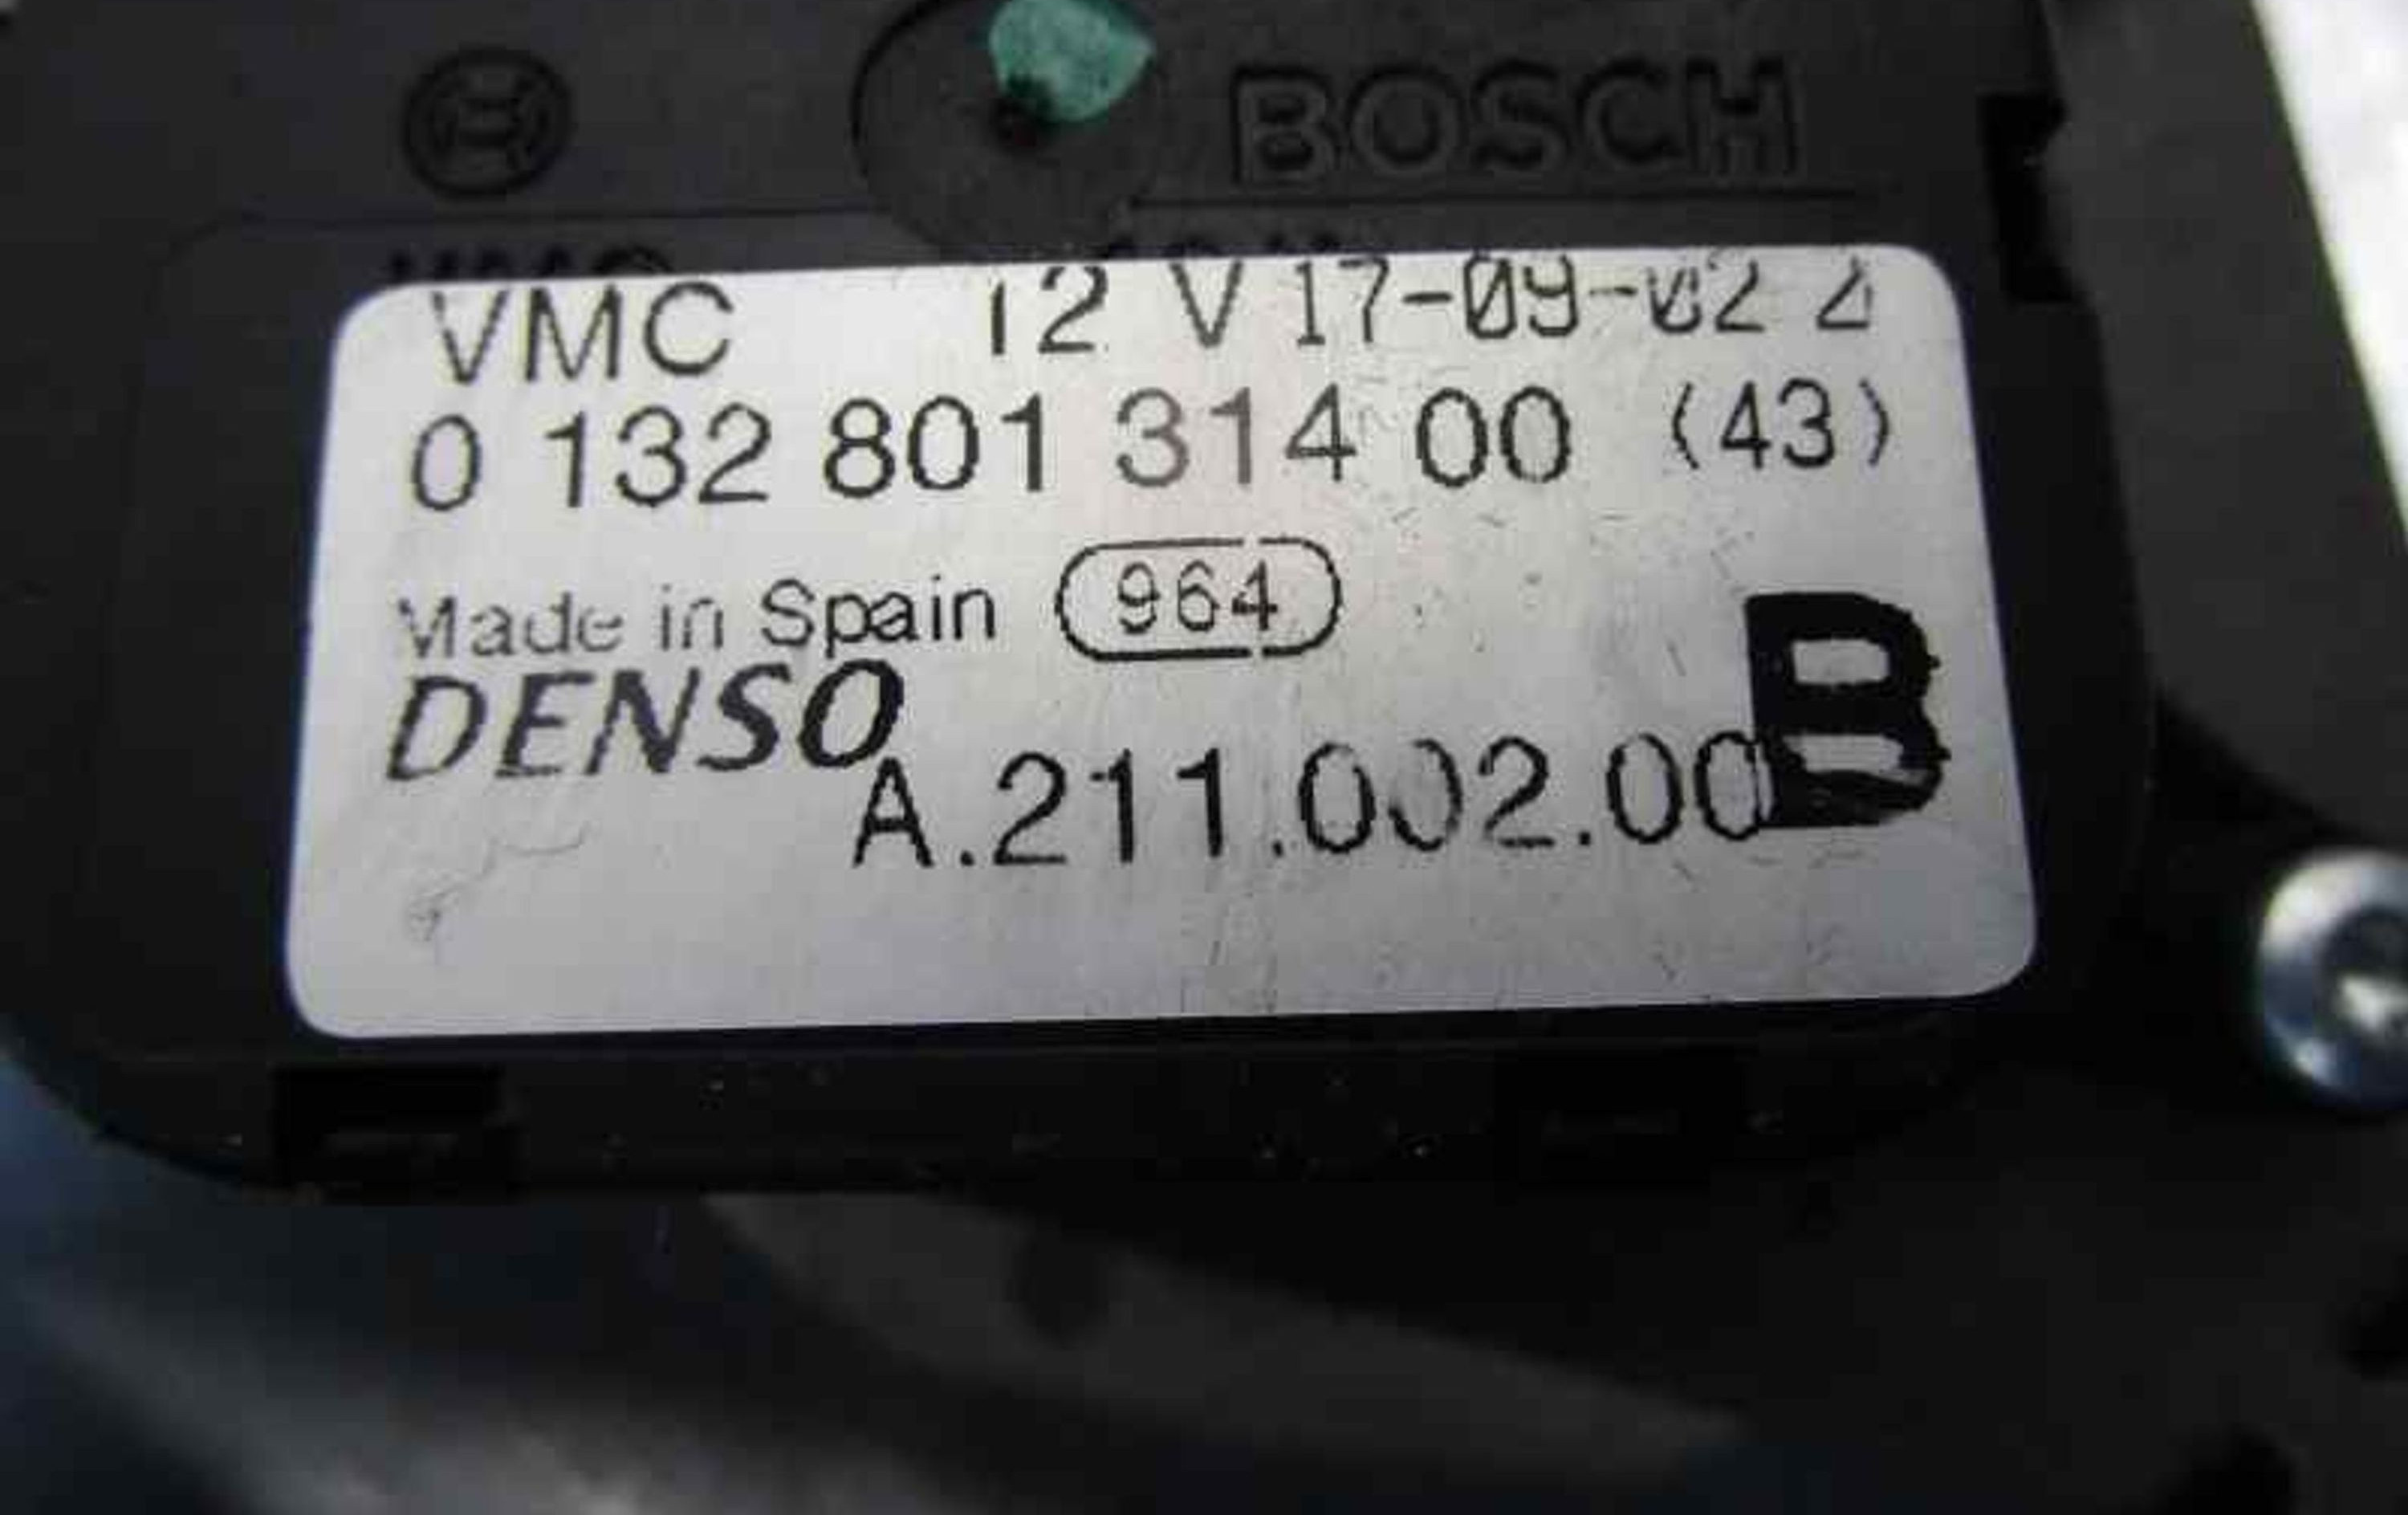 BOSCH
VMC 12 V 17-09-02 2
0 132 801 314 00 (43)
Made in Spain 964
DENSO
B
A.211.002.00